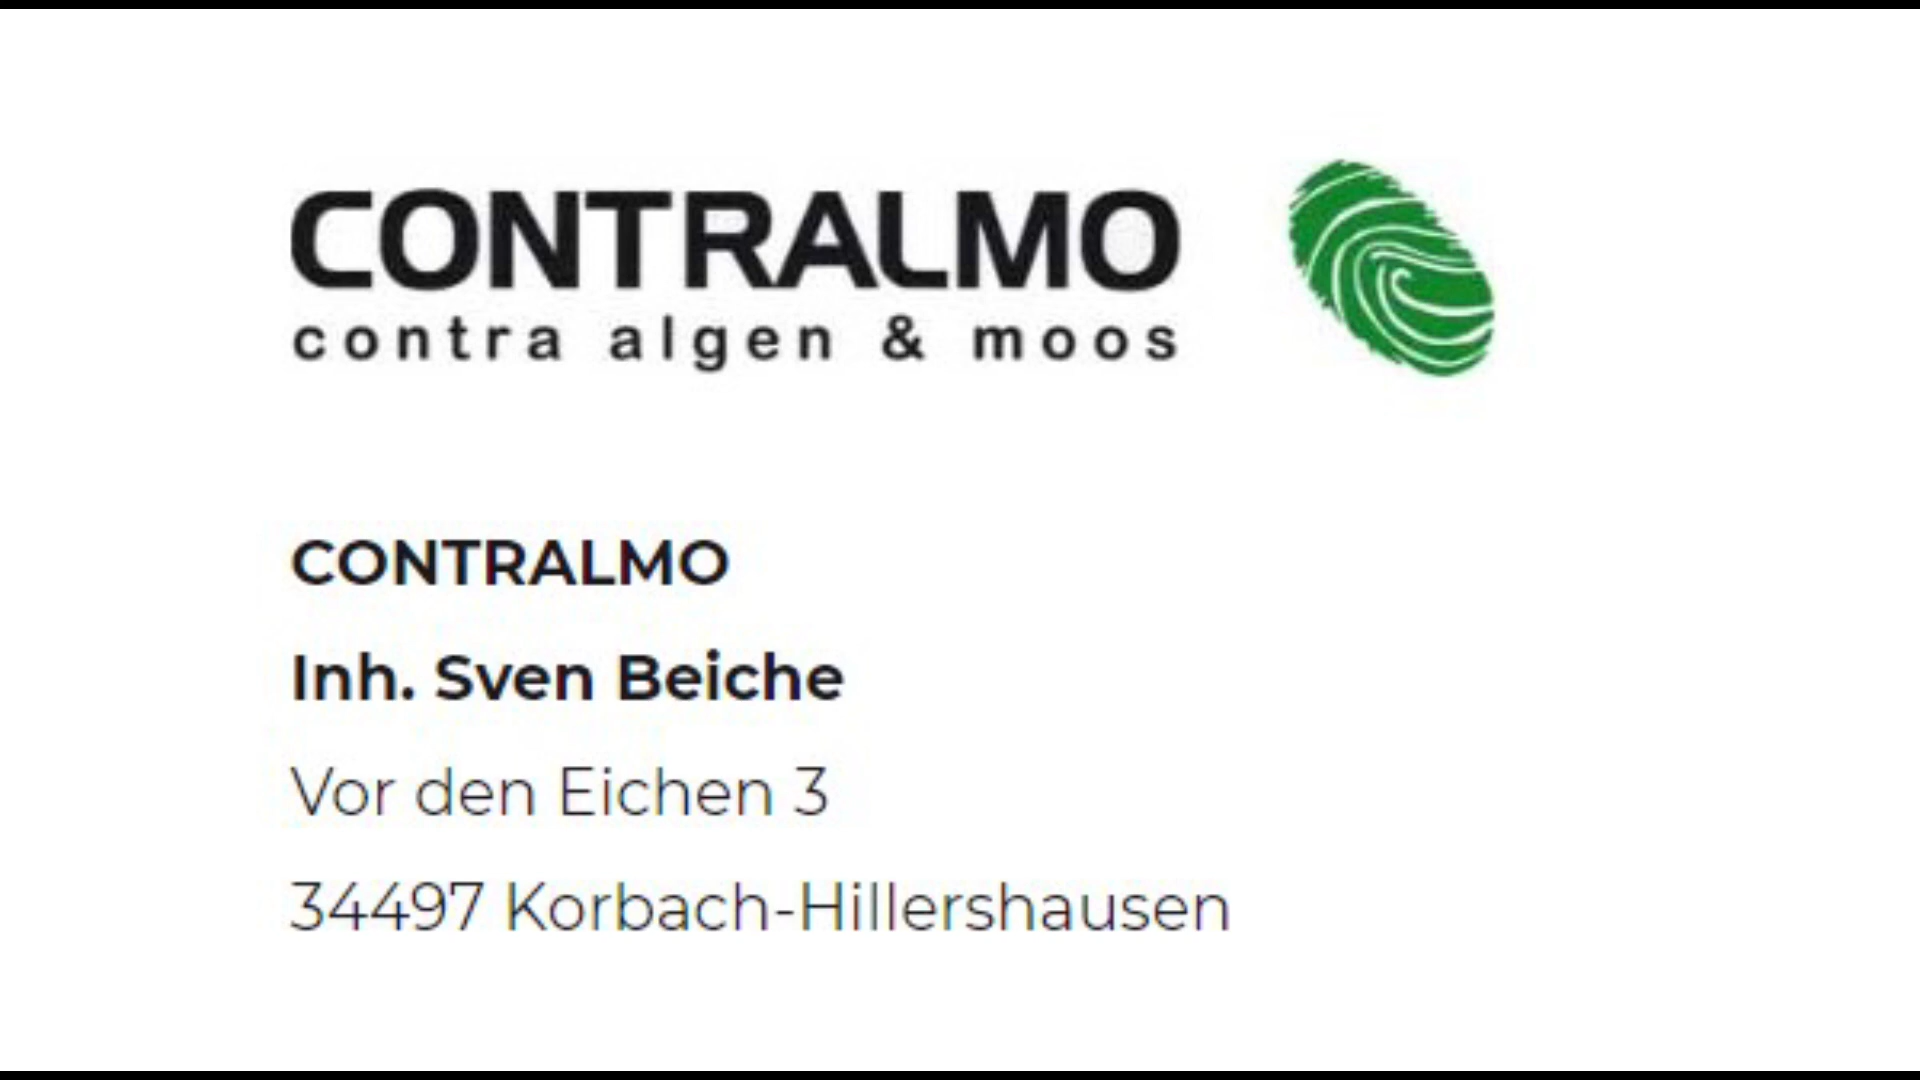 CONTRALMO
contra algen & moos
CONTRALMO
Inh. Sven Beiche
Vor den Eichen 3
34497 Korbach-Hillershausen